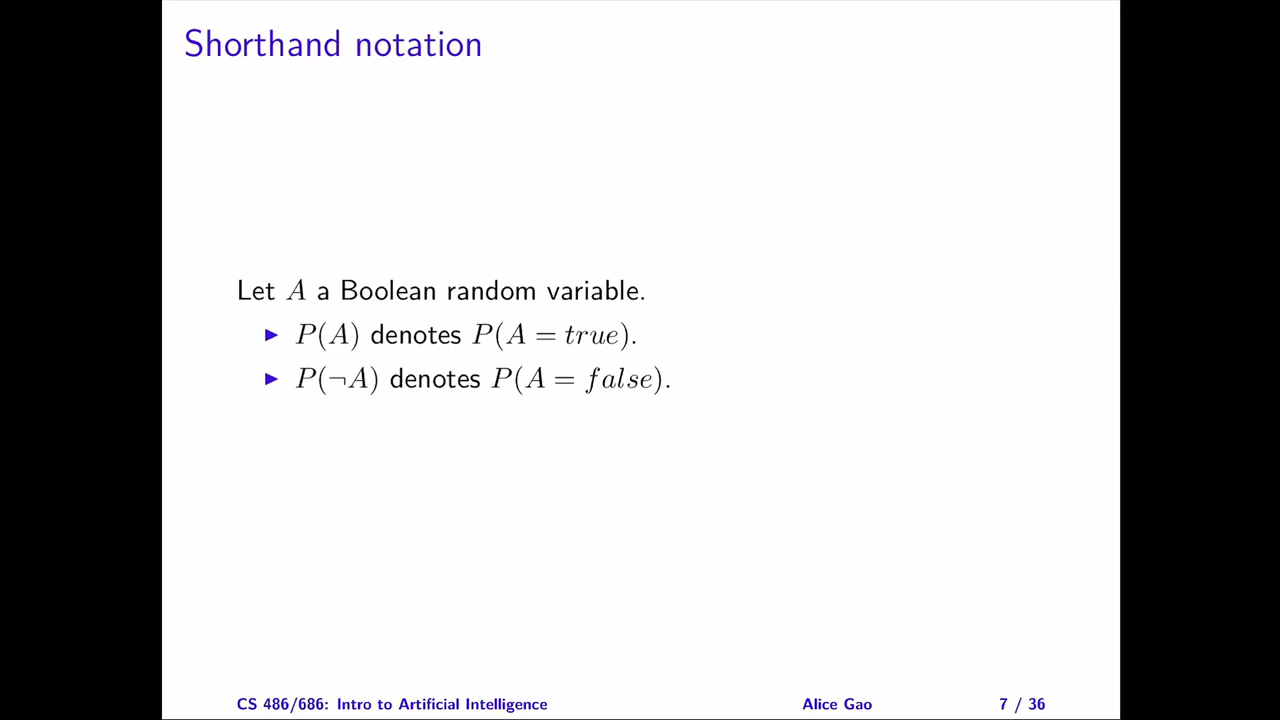 Shorthand notation
Let A a Boolean random variable.
▶ P(A) denotes P(A = true).
▶ P(¬A) denotes P(A = false).
CS 486/686: Intro to Artificial Intelligence Alice Gao 7 / 36